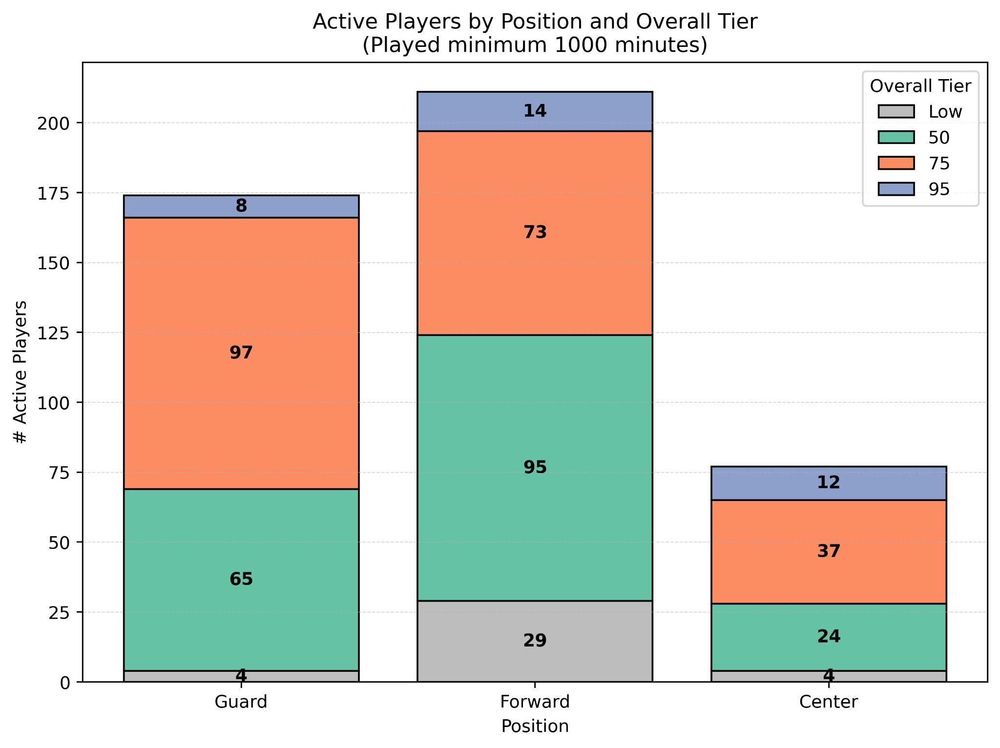 Active Players by Position and Overall Tier
(Played minimum 1000 minutes)
Overall Tier
Low
50
75
95
# Active Players
200
175
150
125
100
75
50
25
0
8
97
65
4
14
73
95
29
12
37
24
4
Guard
Forward
Center
Position